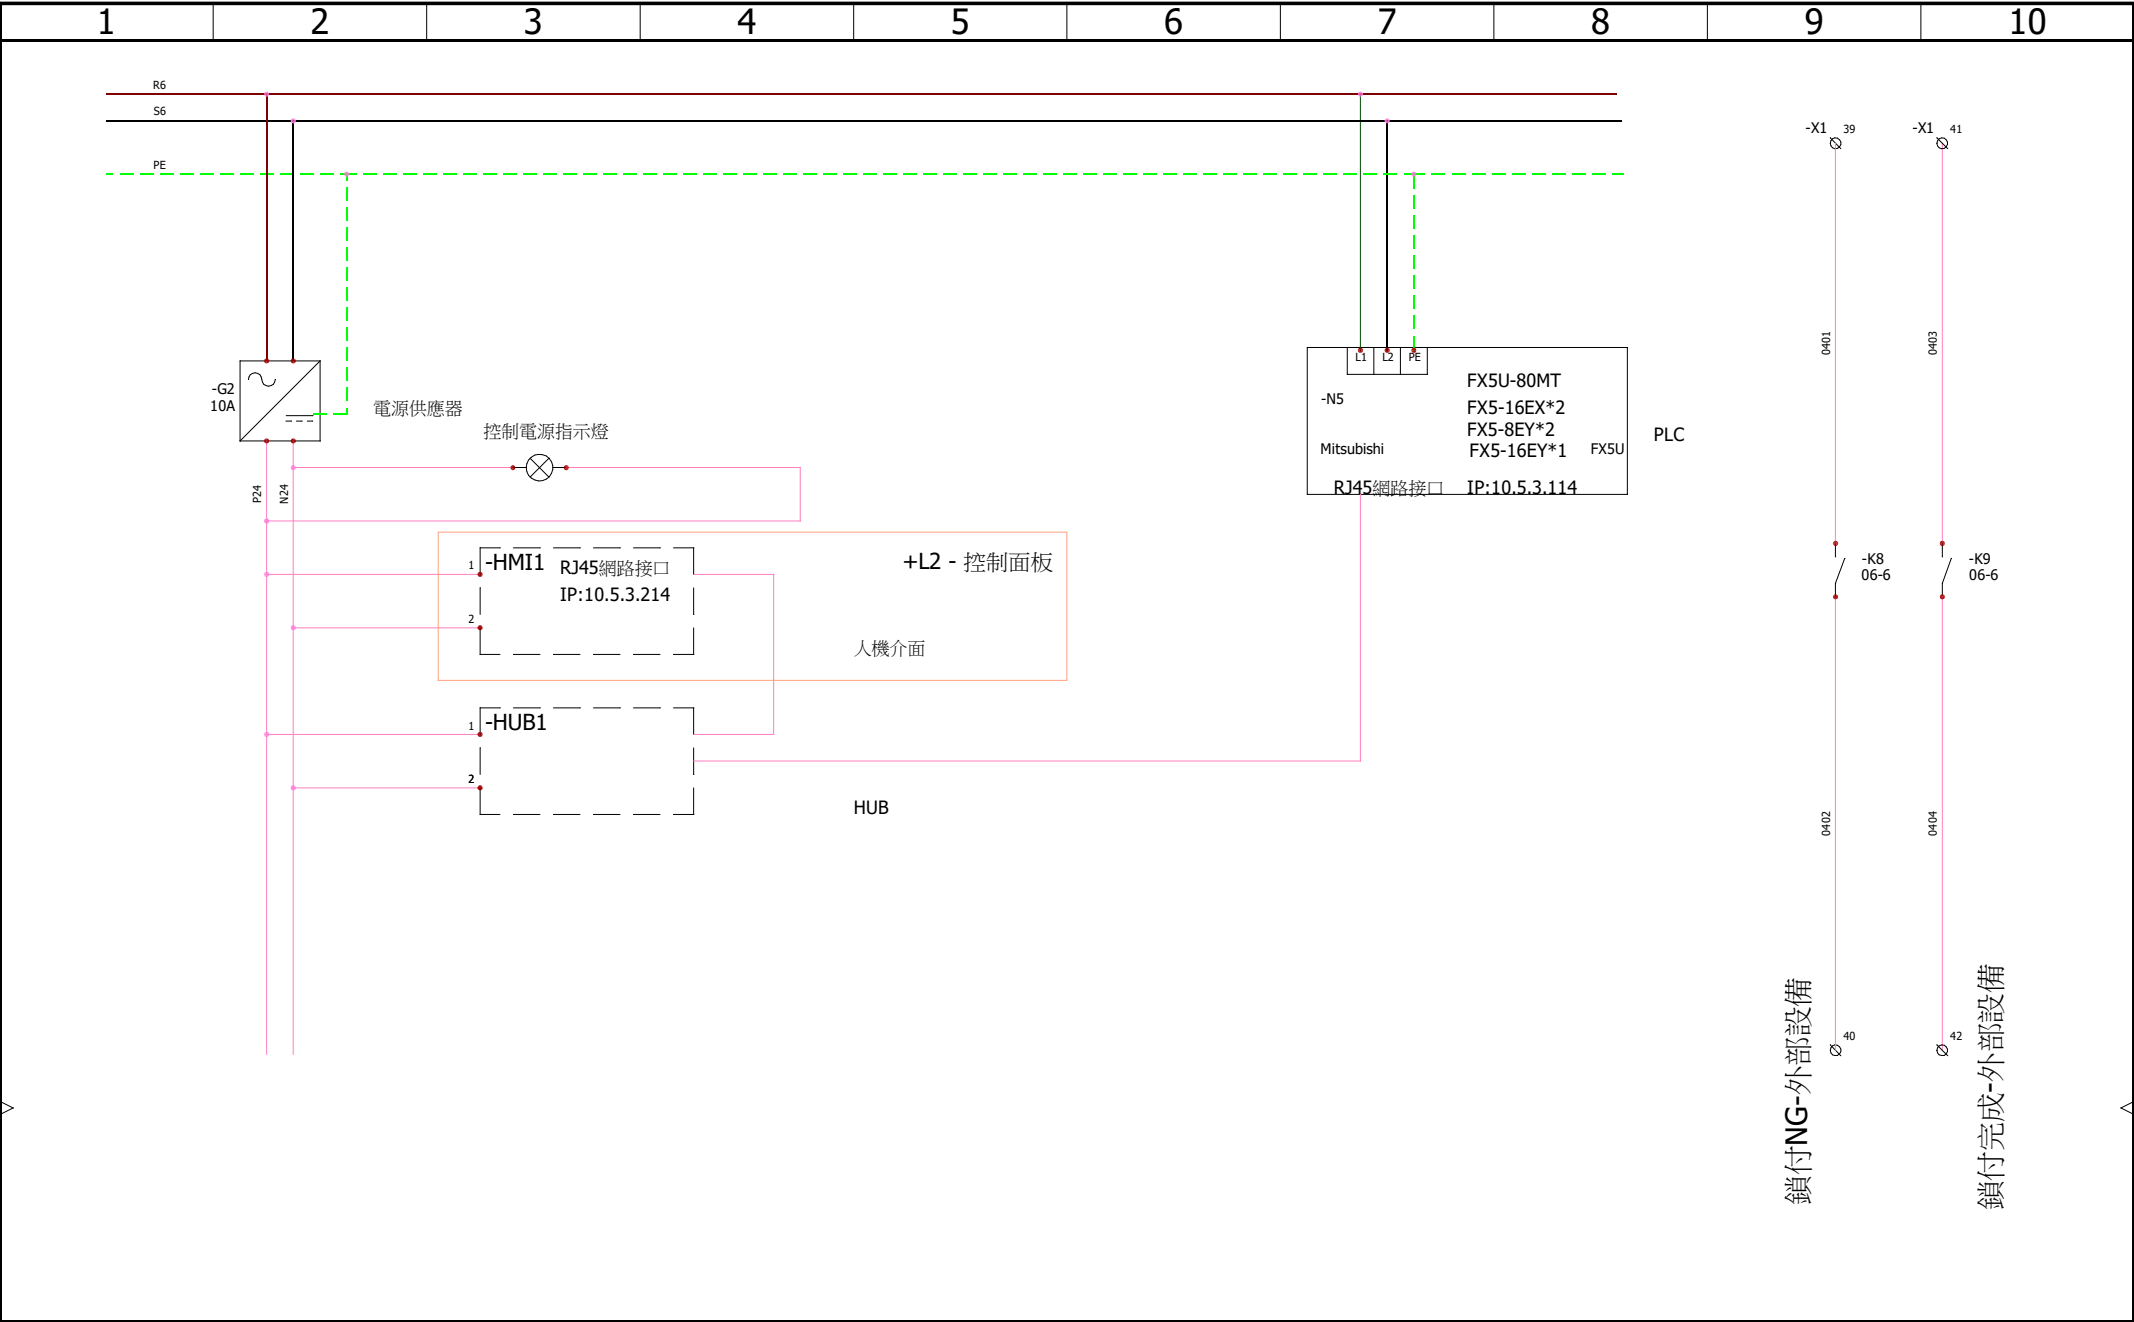 1 2 3 4 5 6 7 8 9 10
R6
S6
PE
-X1 39
-X1 41
0401
0403
L1 L2 PE
-G2
10A
電源供應器
控制電源指示燈
P24
N24
-N5
FX5U-80MT
FX5-16EX*2
FX5-8EY*2
Mitsubishi
FX5-16EY*1
FX5U
PLC
RJ45網路接口
IP:10.5.3.114
1
-HMI1
RJ45網路接口
IP:10.5.3.214
2
+L2 - 控制面板
人機介面
-K8
06-6
-K9
06-6
1
-HUB1
2
HUB
0402
0404
40
42
鎖付NG-外部設備
鎖付完成-外部設備